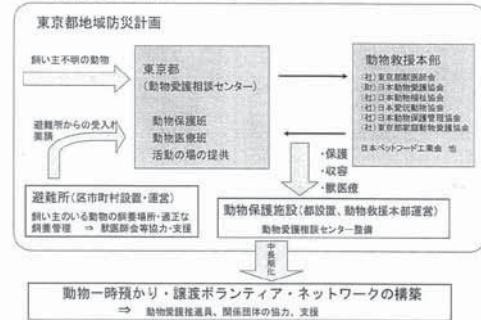 東京都地域防災計画
飼い主不明の動物
東京都
(動物愛護相談センター)
動物保護班
動物医療班
活動の場の提供
動物救援本部
(社)東京都獣医師会
(財)日本動物愛護協会
(社)日本動物福祉協会
(社)日本愛玩動物協会
(社)日本動物保護管理協会
(社)東京都家庭動物愛護協会
日本ペットフード工業会 他
避難所からの受入れ
要請
・保護
・収容
・獣医療
避難所(区市町村設置・運営)
飼い主のいる動物の飼養場所・適正な
飼養管理 ⇒ 獣医師会等協力・支援
動物保護施設(都設置、動物救援本部運営)
動物愛護相談センター整備
中長期化
動物一時預かり・譲渡ボランティア・ネットワークの構築
⇒ 動物愛護推進員、関係団体の協力、支援